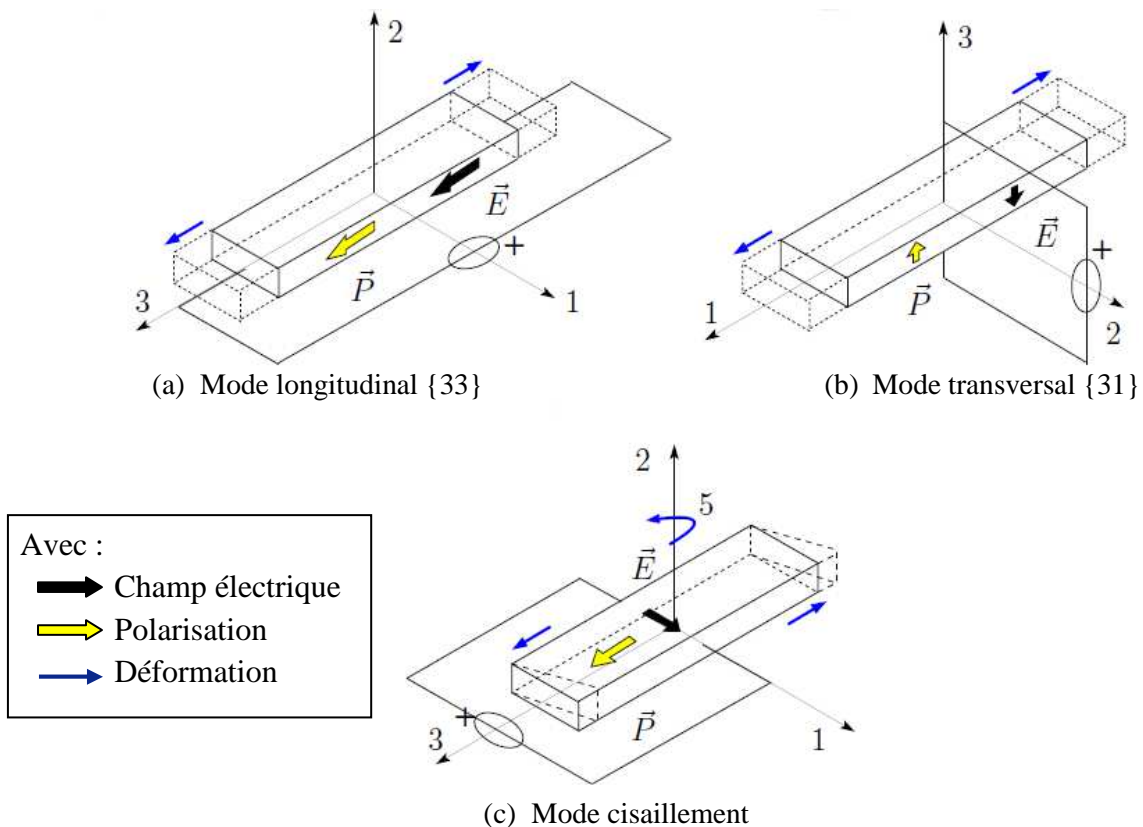 2
3
E⃗
P⃗
+
3
1
(a) Mode longitudinal {33}
E⃗
P⃗
+
1
2
(b) Mode transversal {31}
2
5
E⃗
P⃗
+
3
1
(c) Mode cisaillement
Avec :
Champ électrique
Polarisation
Déformation